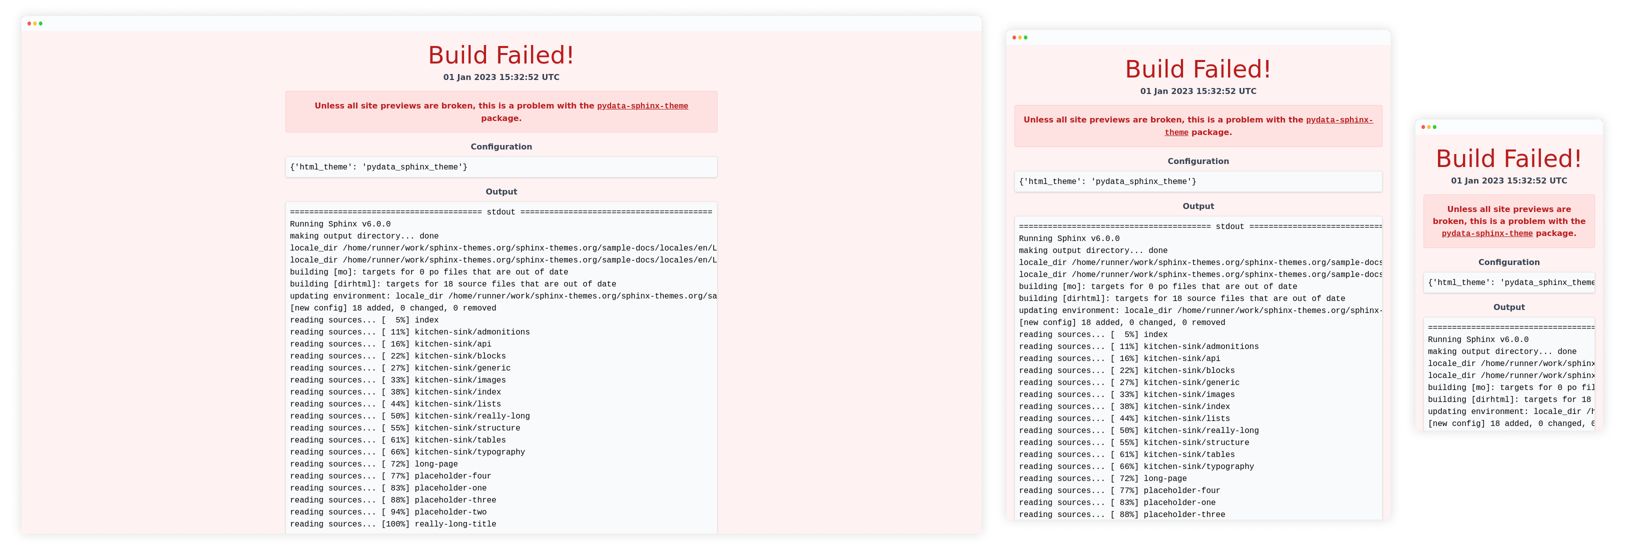 Build Failed!
01 Jan 2023 15:32:52 UTC
Unless all site previews are broken, this is a problem with the pydata-sphinx-theme
package.
Configuration
{'html_theme': 'pydata_sphinx_theme'}
Output
======================================== stdout ========================================
Running Sphinx v6.0.0
making output directory... done
locale_dir /home/runner/work/sphinx-themes.org/sphinx-themes.org/sample-docs/locales/en/L
locale_dir /home/runner/work/sphinx-themes.org/sphinx-themes.org/sample-docs/locales/en/L
building [mo]: targets for 0 po files that are out of date
building [dirhtml]: targets for 18 source files that are out of date
updating environment: locale_dir /home/runner/work/sphinx-themes.org/sphinx-themes.org/sa
[new config] 18 added, 0 changed, 0 removed
reading sources... [  5%] index
reading sources... [ 11%] kitchen-sink/admonitions
reading sources... [ 16%] kitchen-sink/api
reading sources... [ 22%] kitchen-sink/blocks
reading sources... [ 27%] kitchen-sink/generic
reading sources... [ 33%] kitchen-sink/images
reading sources... [ 38%] kitchen-sink/index
reading sources... [ 44%] kitchen-sink/lists
reading sources... [ 50%] kitchen-sink/really-long
reading sources... [ 55%] kitchen-sink/structure
reading sources... [ 61%] kitchen-sink/tables
reading sources... [ 66%] kitchen-sink/typography
reading sources... [ 72%] long-page
reading sources... [ 77%] placeholder-four
reading sources... [ 83%] placeholder-one
reading sources... [ 88%] placeholder-three
reading sources... [ 94%] placeholder-two
reading sources... [100%] really-long-title
Build Failed!
01 Jan 2023 15:32:52 UTC
Unless all site previews are broken, this is a problem with the pydata-sphinx-
theme package.
Configuration
{'html_theme': 'pydata_sphinx_theme'}
Output
======================================== stdout ============================
Running Sphinx v6.0.0
making output directory... done
locale_dir /home/runner/work/sphinx-themes.org/sphinx-themes.org/sample-docs
locale_dir /home/runner/work/sphinx-themes.org/sphinx-themes.org/sample-docs
building [mo]: targets for 0 po files that are out of date
building [dirhtml]: targets for 18 source files that are out of date
updating environment: locale_dir /home/runner/work/sphinx-themes.org/sphinx-
[new config] 18 added, 0 changed, 0 removed
reading sources... [  5%] index
reading sources... [ 11%] kitchen-sink/admonitions
reading sources... [ 16%] kitchen-sink/api
reading sources... [ 22%] kitchen-sink/blocks
reading sources... [ 27%] kitchen-sink/generic
reading sources... [ 33%] kitchen-sink/images
reading sources... [ 38%] kitchen-sink/index
reading sources... [ 44%] kitchen-sink/lists
reading sources... [ 50%] kitchen-sink/really-long
reading sources... [ 55%] kitchen-sink/structure
reading sources... [ 61%] kitchen-sink/tables
reading sources... [ 66%] kitchen-sink/typography
reading sources... [ 72%] long-page
reading sources... [ 77%] placeholder-four
reading sources... [ 83%] placeholder-one
reading sources... [ 88%] placeholder-three
Build Failed!
01 Jan 2023 15:32:52 UTC
Unless all site previews are
broken, this is a problem with the
pydata-sphinx-theme package.
Configuration
{'html_theme': 'pydata_sphinx_theme
Output
===================================
Running Sphinx v6.0.0
making output directory... done
locale_dir /home/runner/work/sphinx
locale_dir /home/runner/work/sphinx
building [mo]: targets for 0 po fil
building [dirhtml]: targets for 18
updating environment: locale_dir /h
[new config] 18 added, 0 changed, 0